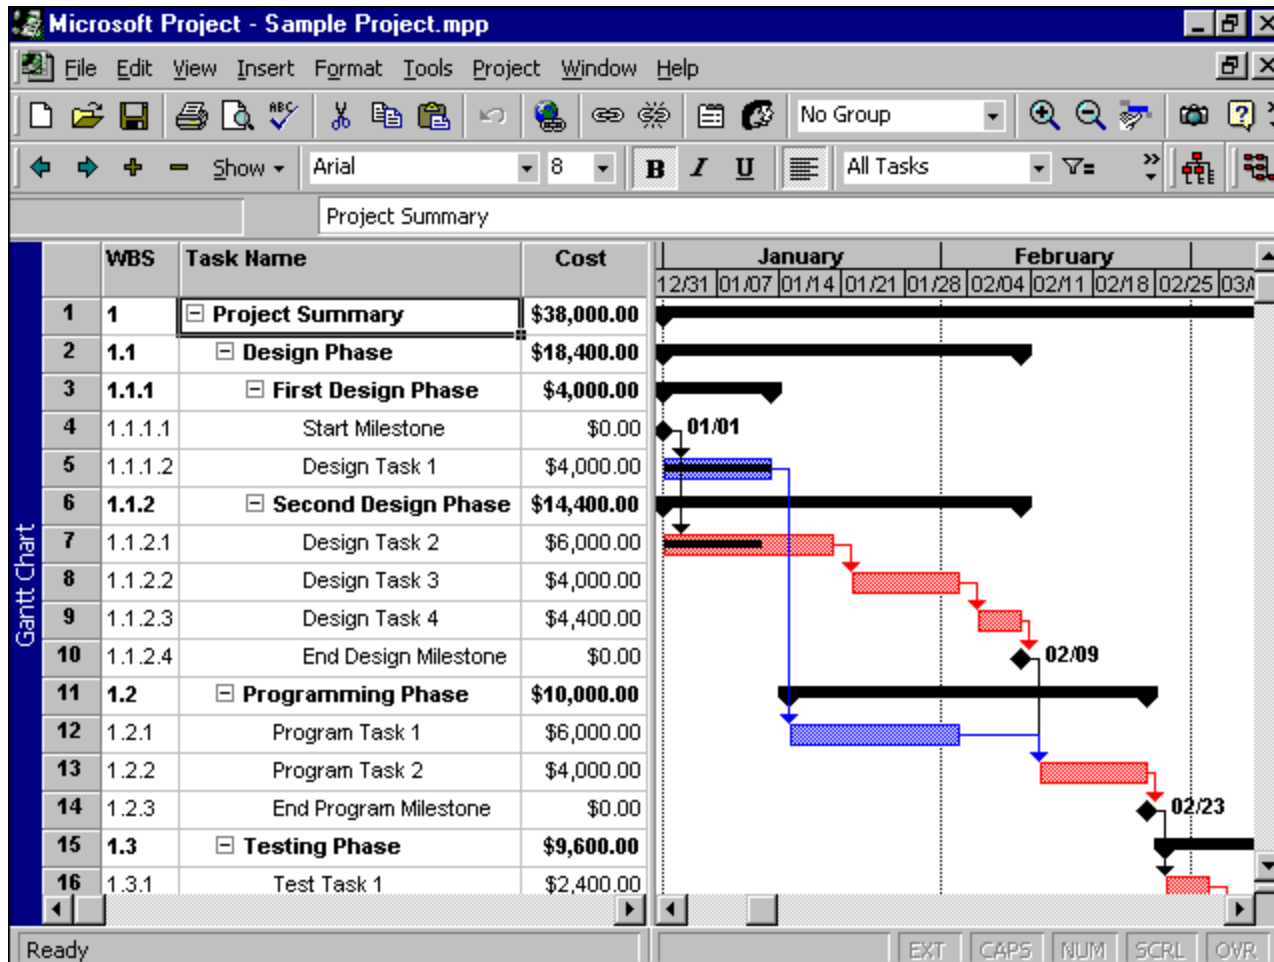 Microsoft Project - Sample Project.mpp
File Edit View Insert Format Tools Project Window Help
ABC No Group
Show Arial 8 B I U All Tasks
Project Summary
WBS Task Name Cost January February
12/31 01/07 01/14 01/21 01/28 02/04 02/11 02/18 02/25
1 1 Project Summary $38,000.00
2 1.1 Design Phase $18,400.00
3 1.1.1 First Design Phase $4,000.00
4 1.1.1.1 Start Milestone $0.00 01/01
5 1.1.1.2 Design Task 1 $4,000.00
6 1.1.2 Second Design Phase $14,400.00
7 1.1.2.1 Design Task 2 $6,000.00
8 1.1.2.2 Design Task 3 $4,000.00
9 1.1.2.3 Design Task 4 $4,400.00
10 1.1.2.4 End Design Milestone $0.00 02/09
11 1.2 Programming Phase $10,000.00
12 1.2.1 Program Task 1 $6,000.00
13 1.2.2 Program Task 2 $4,000.00
14 1.2.3 End Program Milestone $0.00 02/23
15 1.3 Testing Phase $9,600.00
16 1.3.1 Test Task 1 $2,400.00
Gantt Chart
Ready EXT CAPS NUM SCRL OVR